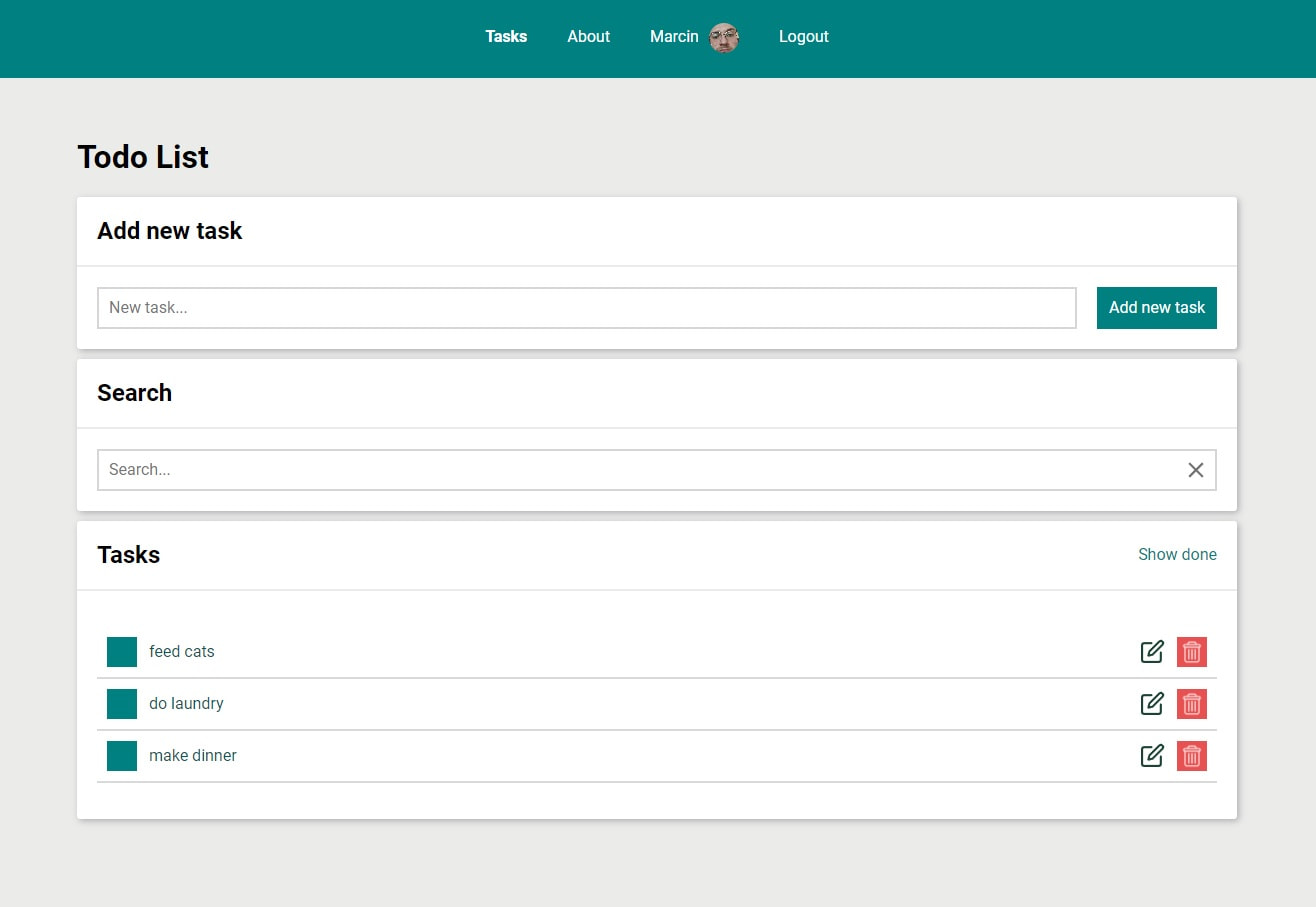 Tasks About Marcin Logout
Todo List
Add new task
New task... Add new task
Search
Search...
Tasks Show done
feed cats
do laundry
make dinner